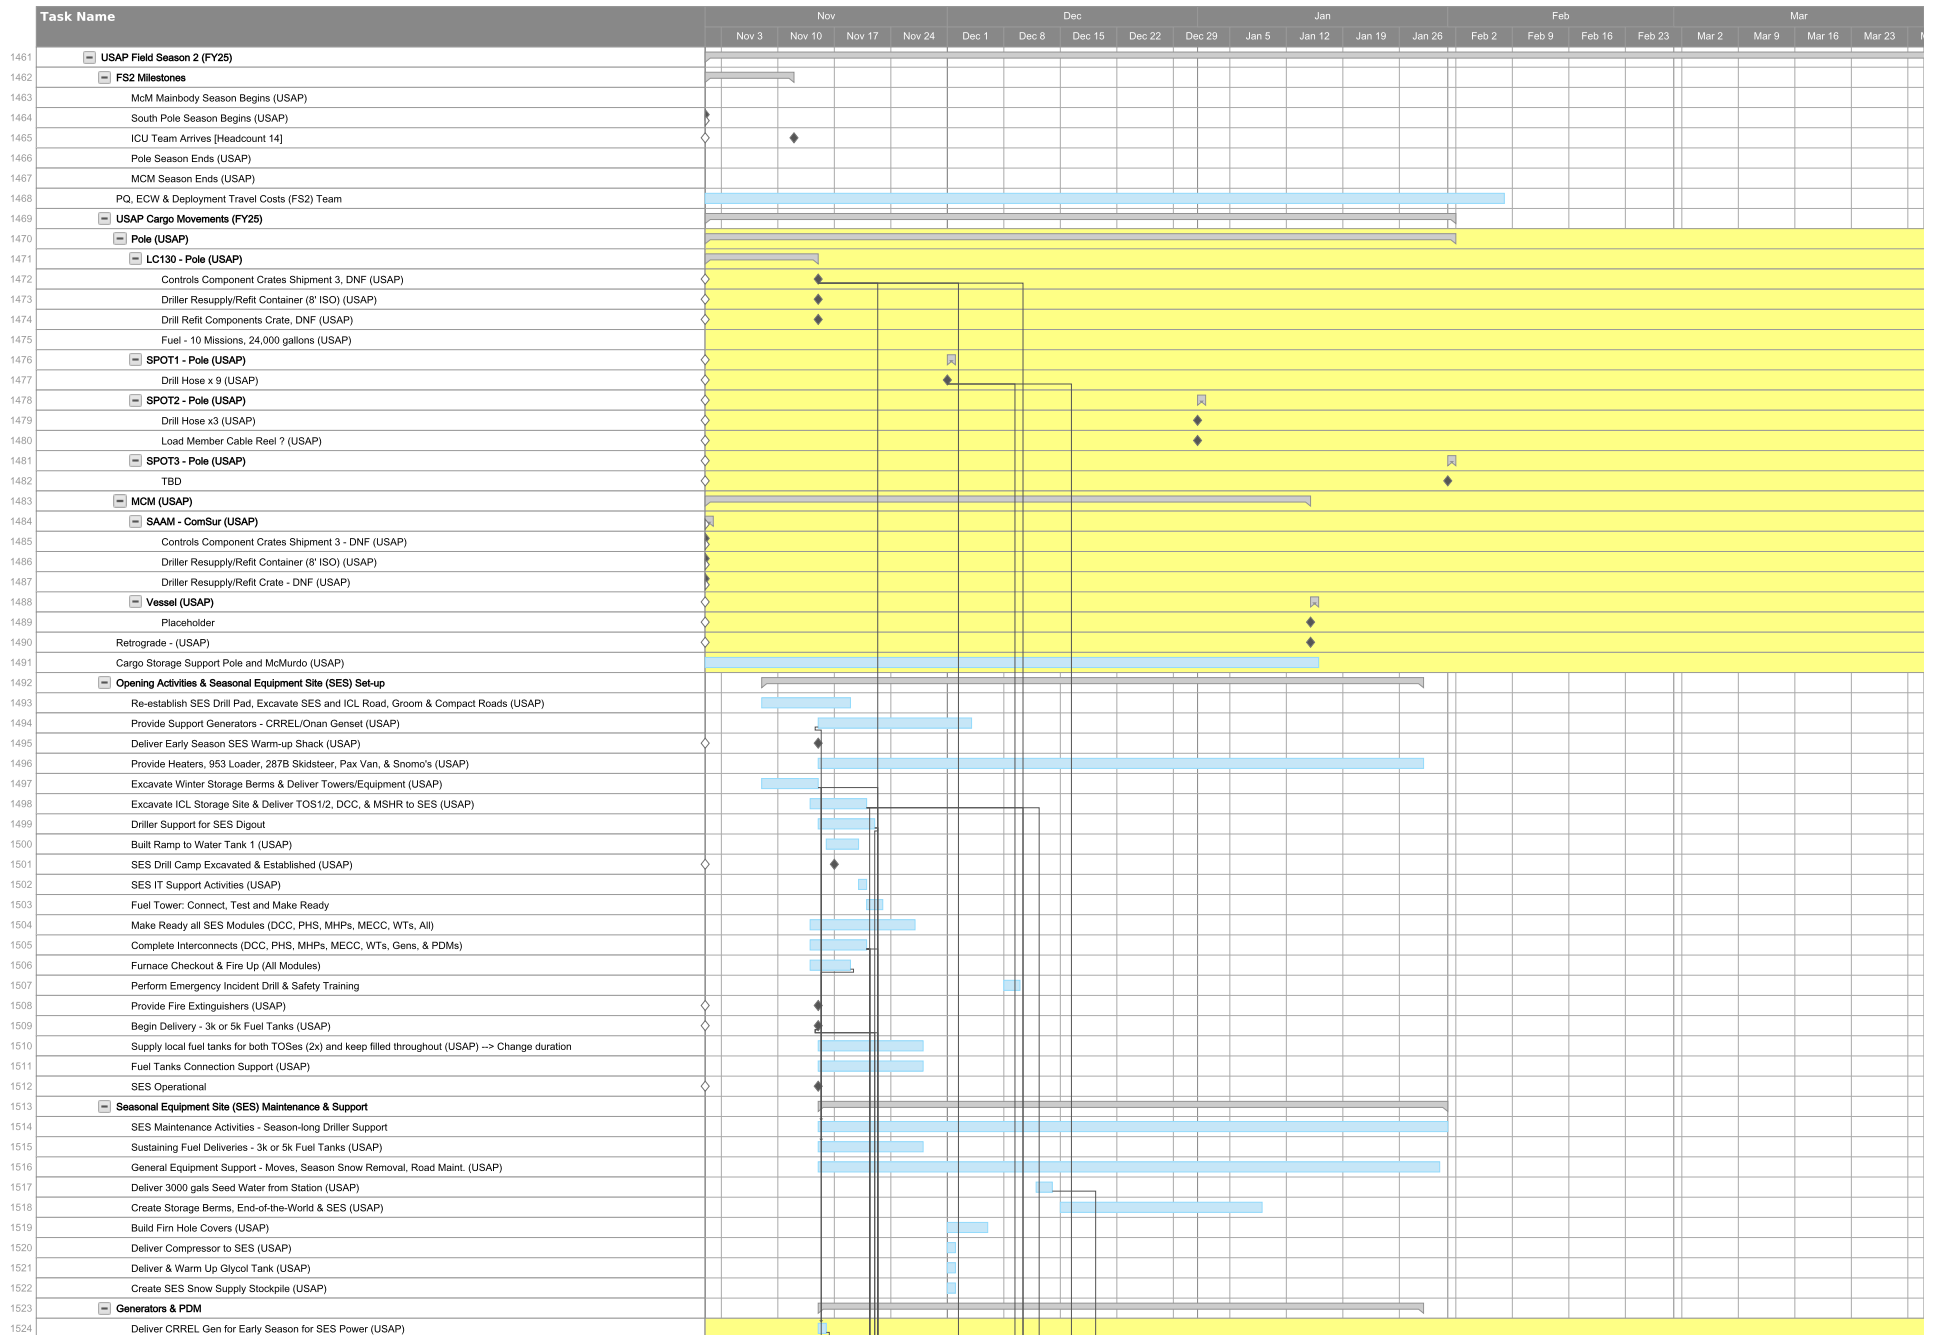 Task Name
Nov Dec Jan Feb Mar
Nov 3 Nov 10 Nov 17 Nov 24 Dec 1 Dec 8 Dec 15 Dec 22 Dec 29 Jan 5 Jan 12 Jan 19 Jan 26 Feb 2 Feb 9 Feb 16 Feb 23 Mar 2 Mar 9 Mar 16 Mar 23
1461 USAP Field Season 2 (FY25)
1462 FS2 Milestones
1463 McM Mainbody Season Begins (USAP)
1464 South Pole Season Begins (USAP)
1465 ICU Team Arrives [Headcount 14]
1466 Pole Season Ends (USAP)
1467 MCM Season Ends (USAP)
1468 PQ, ECW & Deployment Travel Costs (FS2) Team
1469 USAP Cargo Movements (FY25)
1470 Pole (USAP)
1471 LC130 - Pole (USAP)
1472 Controls Component Crates Shipment 3, DNF (USAP)
1473 Driller Resupply/Refit Container (8' ISO) (USAP)
1474 Drill Refit Components Crate, DNF (USAP)
1475 Fuel - 10 Missions, 24,000 gallons (USAP)
1476 SPOT1 - Pole (USAP)
1477 Drill Hose x 9 (USAP)
1478 SPOT2 - Pole (USAP)
1479 Drill Hose x3 (USAP)
1480 Load Member Cable Reel ? (USAP)
1481 SPOT3 - Pole (USAP)
1482 TBD
1483 MCM (USAP)
1484 SAAM - ComSur (USAP)
1485 Controls Component Crates Shipment 3 - DNF (USAP)
1486 Driller Resupply/Refit Container (8' ISO) (USAP)
1487 Driller Resupply/Refit Crate - DNF (USAP)
1488 Vessel (USAP)
1489 Placeholder
1490 Retrograde - (USAP)
1491 Cargo Storage Support Pole and McMurdo (USAP)
1492 Opening Activities & Seasonal Equipment Site (SES) Set-up
1493 Re-establish SES Drill Pad, Excavate SES and ICL Road, Groom & Compact Roads (USAP)
1494 Provide Support Generators - CRREL/Onan Genset (USAP)
1495 Deliver Early Season SES Warm-up Shack (USAP)
1496 Provide Heaters, 953 Loader, 287B Skidsteer, Pax Van, & Snomo's (USAP)
1497 Excavate Winter Storage Berms & Deliver Towers/Equipment (USAP)
1498 Excavate ICL Storage Site & Deliver TOS1/2, DCC, & MSHR to SES (USAP)
1499 Driller Support for SES Digout
1500 Built Ramp to Water Tank 1 (USAP)
1501 SES Drill Camp Excavated & Established (USAP)
1502 SES IT Support Activities (USAP)
1503 Fuel Tower: Connect, Test and Make Ready
1504 Make Ready all SES Modules (DCC, PHS, MHPs, MECC, WTs, All)
1505 Complete Interconnects (DCC, PHS, MHPs, MECC, WTs, Gens, & PDMs)
1506 Furnace Checkout & Fire Up (All Modules)
1507 Perform Emergency Incident Drill & Safety Training
1508 Provide Fire Extinguishers (USAP)
1509 Begin Delivery - 3k or 5k Fuel Tanks (USAP)
1510 Supply local fuel tanks for both TOSes (2x) and keep filled throughout (USAP) --> Change duration
1511 Fuel Tanks Connection Support (USAP)
1512 SES Operational
1513 Seasonal Equipment Site (SES) Maintenance & Support
1514 SES Maintenance Activities - Season-long Driller Support
1515 Sustaining Fuel Deliveries - 3k or 5k Fuel Tanks (USAP)
1516 General Equipment Support - Moves, Season Snow Removal, Road Maint. (USAP)
1517 Deliver 3000 gals Seed Water from Station (USAP)
1518 Create Storage Berms, End-of-the-World & SES (USAP)
1519 Build Firn Hole Covers (USAP)
1520 Deliver Compressor to SES (USAP)
1521 Deliver & Warm Up Glycol Tank (USAP)
1522 Create SES Snow Supply Stockpile (USAP)
1523 Generators & PDM
1524 Deliver CRREL Gen for Early Season for SES Power (USAP)